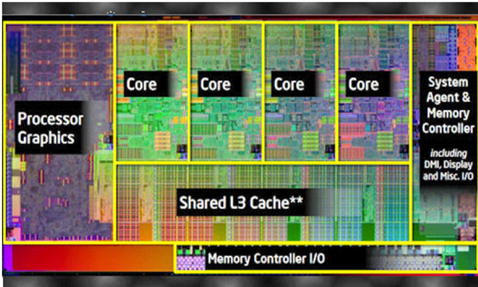 Processor
Graphics
Core
Core
Core
Core
System
Agent &
Memory
Controller
including
DMI, Display
and Misc. I/O
Shared L3 Cache**
Memory Controller I/O